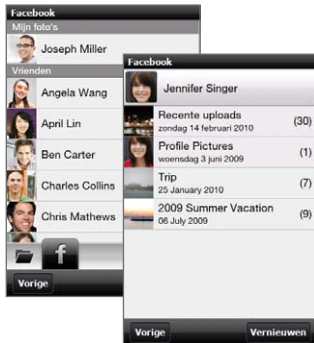 Facebook
Mijn foto's
Joseph Miller
Vrienden
Angela Wang
April Lin
Ben Carter
Charles Collins
Chris Mathews
f
Vorige
Facebook
Jennifer Singer
Recente uploads (30)
zondag 14 februari 2010
Profile Pictures (1)
woensdag 3 juni 2009
Trip (7)
25 January 2010
2009 Summer Vacation (9)
06 July 2009
Vorige Vernieuwen